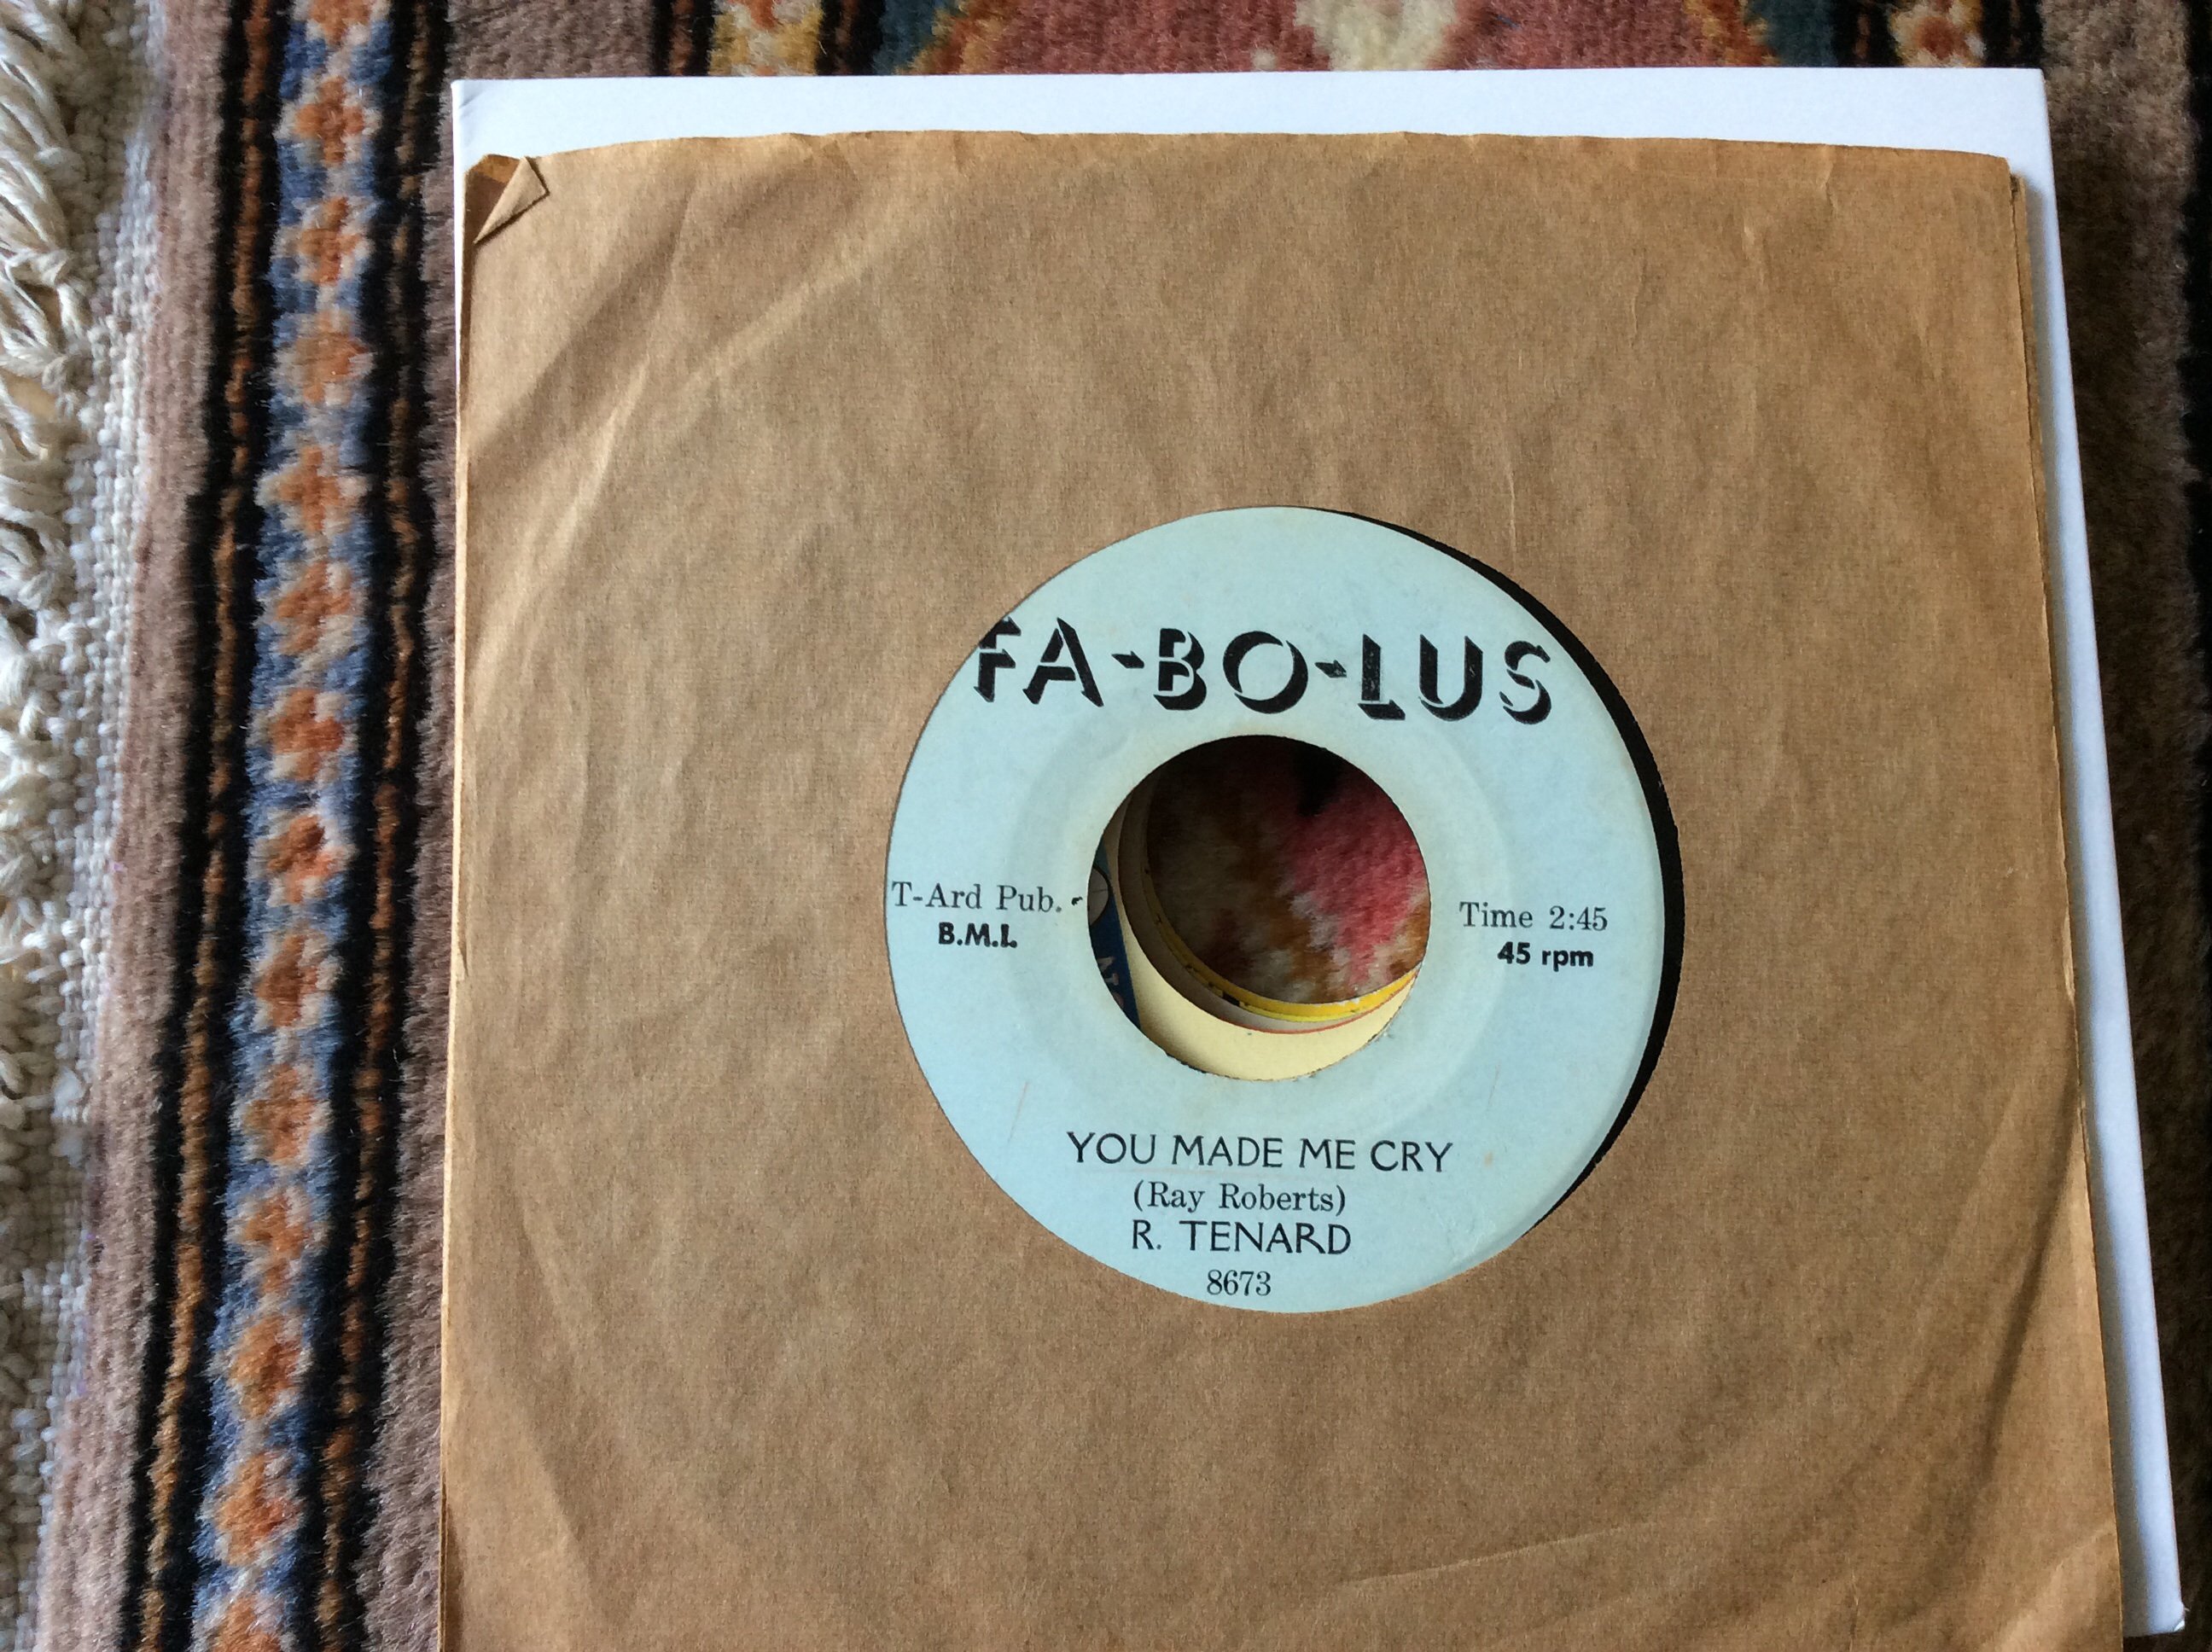 FA-BO-LUS
T-Ard Pub.
B.M.I.
Time 2:45
45 rpm
YOU MADE ME CRY
(Ray Roberts)
R. TENARD
8673